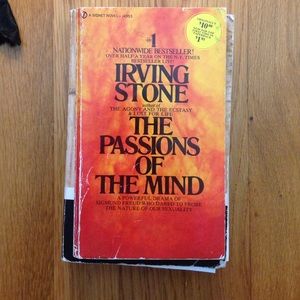 A SIGNET NOVEL
#1
NATIONWIDE BESTSELLER!
OVER HALF A YEAR ON THE N.Y. TIMES
BESTSELLER LIST!
IRVING
STONE
author of
THE AGONY AND THE ECSTASY
& LUST FOR LIFE
THE
PASSIONS
OF
THE MIND
A POWERFUL DRAMA OF
SIGMUND FREUD WHO DARED TO PROBE
THE NATURE OF OUR SEXUALITY